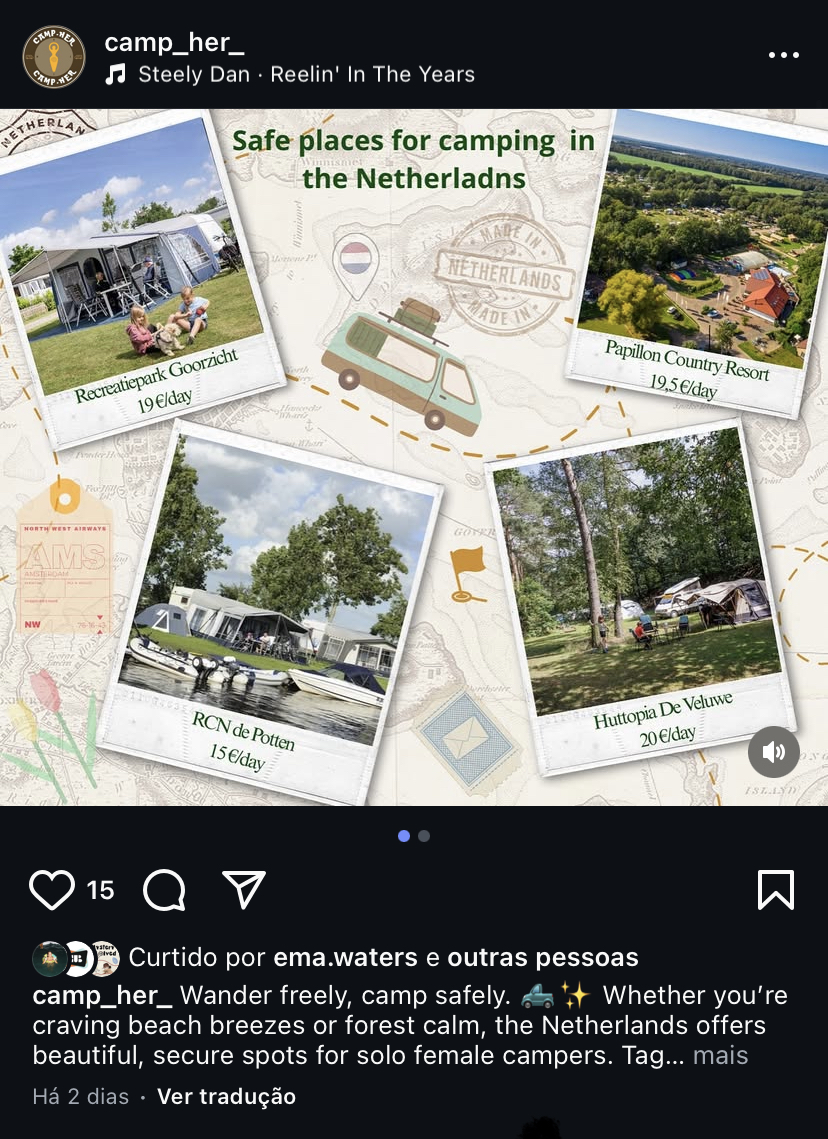 CAMP-HER
CAMP-HER
camp_her_
Steely Dan · Reelin' In The Years
NETHERLAN
Safe places for camping in
the Netherladns
MADE IN
NETHERLANDS
MADE IN
Recreatiepark Goorzicht
19 €/day
Papillon Country Resort
19,5 €/day
NORTH WEST AIRWAYS
AMS
AMSTERDAM
NW
RCN de Potten
15 €/day
Huttopia De Veluwe
20 €/day
ISLAND
15
Curtido por ema.waters e outras pessoas
camp_her_ Wander freely, camp safely. 🛻✨ Whether you’re
craving beach breezes or forest calm, the Netherlands offers
beautiful, secure spots for solo female campers. Tag... mais
Há 2 dias · Ver tradução